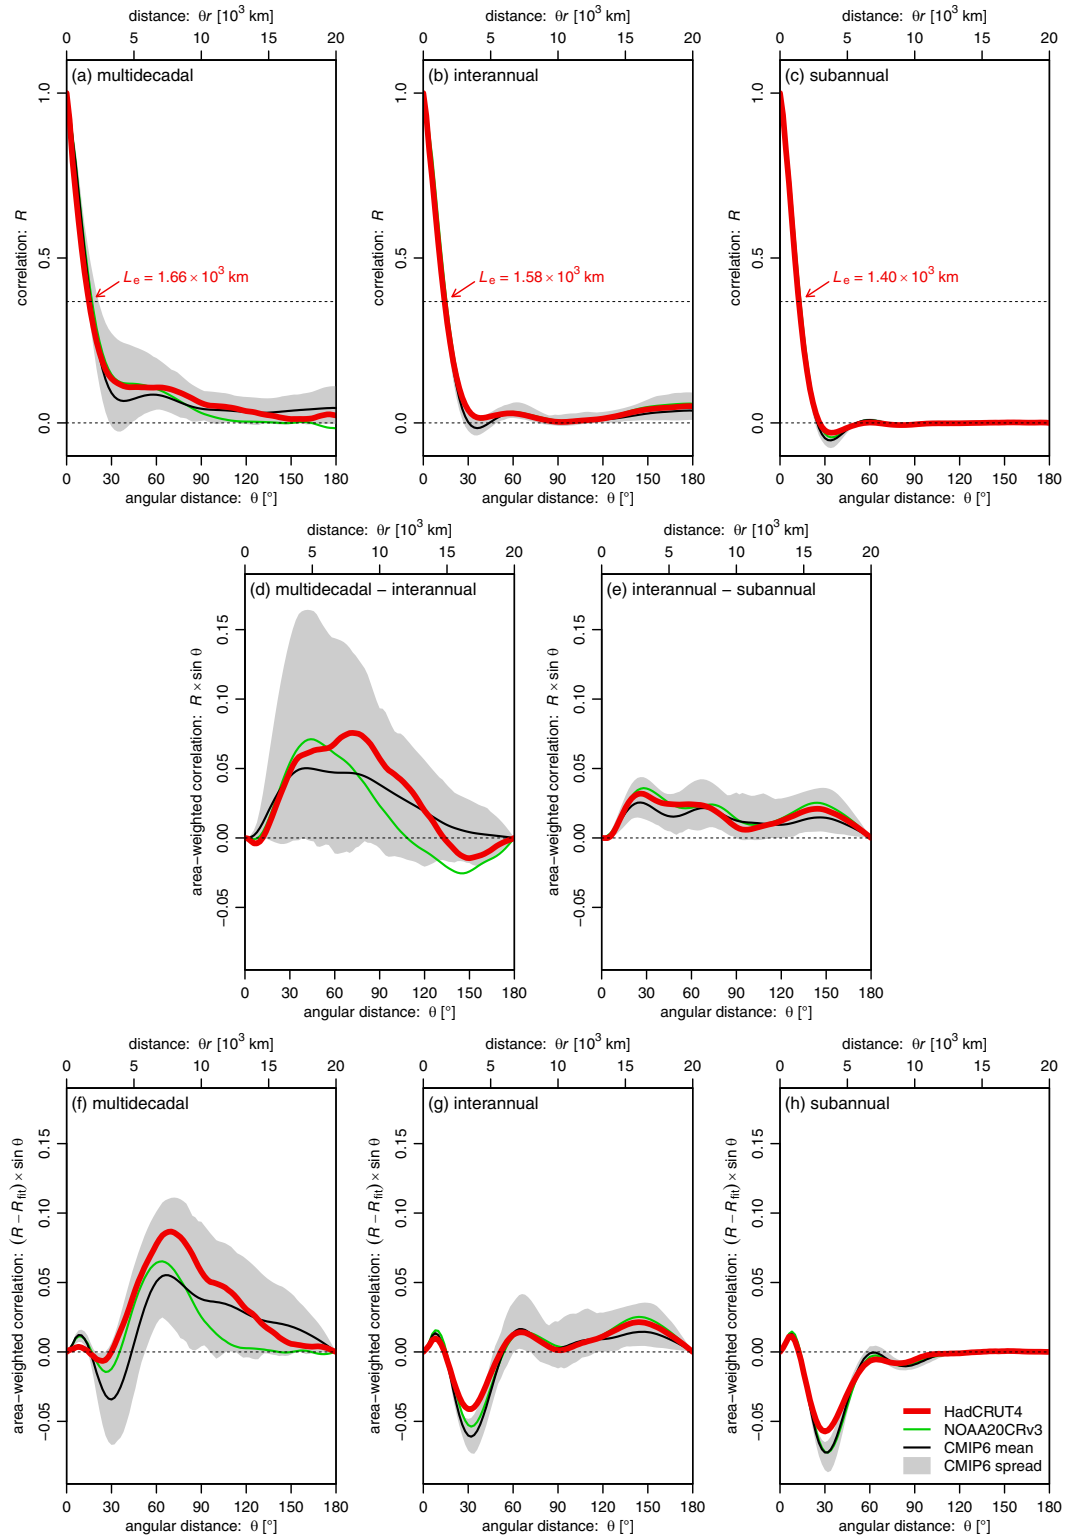 distance: θr [10³ km]
0 5 10 15 20
(a) multidecadal
1.0
0.5
0.0
correlation: R
Lₑ = 1.66 × 10³ km
0 30 60 90 120 150 180
angular distance: θ [°]
distance: θr [10³ km]
0 5 10 15 20
(b) interannual
1.0
0.5
0.0
correlation: R
Lₑ = 1.58 × 10³ km
0 30 60 90 120 150 180
angular distance: θ [°]
distance: θr [10³ km]
0 5 10 15 20
(c) subannual
1.0
0.5
0.0
correlation: R
Lₑ = 1.40 × 10³ km
0 30 60 90 120 150 180
angular distance: θ [°]
distance: θr [10³ km]
0 5 10 15 20
(d) multidecadal − interannual
0.15
0.10
0.05
0.00
−0.05
area−weighted correlation: R × sin θ
0 30 60 90 120 150 180
angular distance: θ [°]
distance: θr [10³ km]
0 5 10 15 20
(e) interannual − subannual
0.15
0.10
0.05
0.00
−0.05
area−weighted correlation: R × sin θ
0 30 60 90 120 150 180
angular distance: θ [°]
distance: θr [10³ km]
0 5 10 15 20
(f) multidecadal
0.15
0.10
0.05
0.00
−0.05
area−weighted correlation: (R − R_fit) × sin θ
0 30 60 90 120 150 180
angular distance: θ [°]
distance: θr [10³ km]
0 5 10 15 20
(g) interannual
0.15
0.10
0.05
0.00
−0.05
area−weighted correlation: (R − R_fit) × sin θ
0 30 60 90 120 150 180
angular distance: θ [°]
distance: θr [10³ km]
0 5 10 15 20
(h) subannual
0.15
0.10
0.05
0.00
−0.05
area−weighted correlation: (R − R_fit) × sin θ
HadCRUT4
NOAA20CRv3
CMIP6 mean
CMIP6 spread
0 30 60 90 120 150 180
angular distance: θ [°]